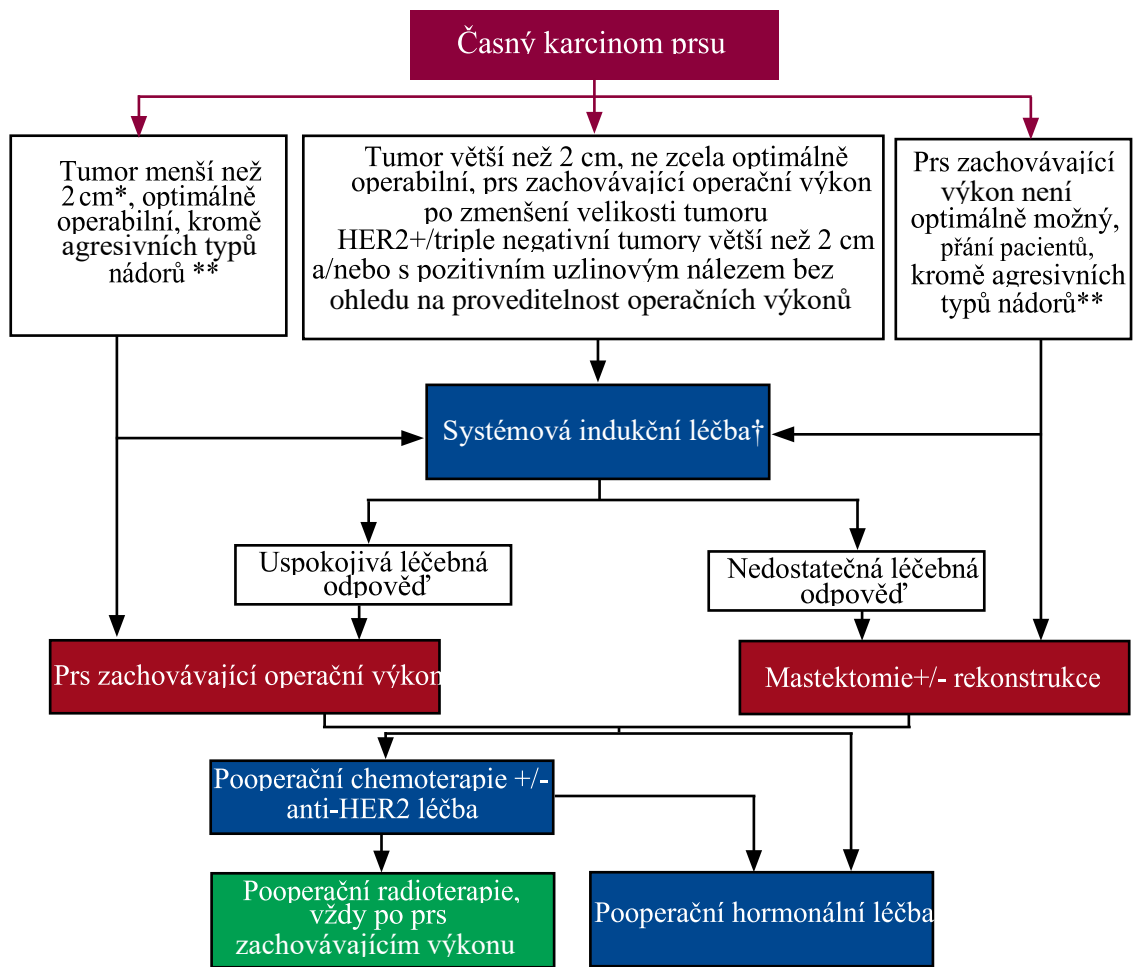 Časný karcinom prsu
Tumor menší než
2 cm*, optimálně
operabilní, kromě
agresivních typů
nádorů **
Tumor větší než 2 cm, ne zcela optimálně
operabilní, prs zachovávající operační výkon
po zmenšení velikosti tumoru
HER2+/triple negativní tumory větší než 2 cm
a/nebo s pozitivním uzlinovým nálezem bez
ohledu na proveditelnost operačních výkonů
Prs zachovávající
výkon není
optimálně možný,
přání pacientů,
kromě agresivních
typů nádorů**
Systémová indukční léčba†
Uspokojivá léčebná
odpověď
Nedostatečná léčebná
odpověď
Prs zachovávající operační výkon
Mastektomie+/- rekonstrukce
Pooperační chemoterapie +/-
anti-HER2 léčba
Pooperační radioterapie,
vždy po prs
zachovávajícím výkonu
Pooperační hormonální léčba